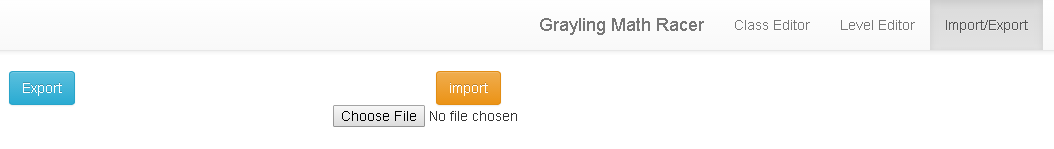 Grayling Math Racer Class Editor Level Editor Import/Export
Export import
Choose File No file chosen